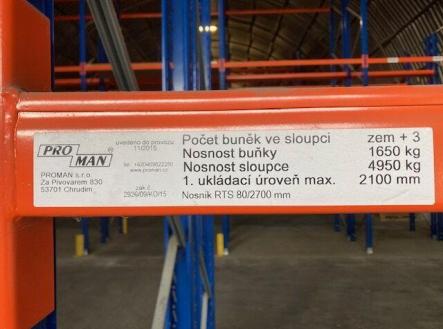 PRO
MAN®
PROMAN s.r.o.
Za Pivovarem 830
53701 Chrudim
uvedeno do provozu
11/2015
www.proman.cz
zak.č.
Počet buněk ve sloupci zem + 3
Nosnost buňky 1650 kg
Nosnost sloupce 4950 kg
1. ukládací úroveň max. 2100 mm
Nosník RTS 80/2700 mm